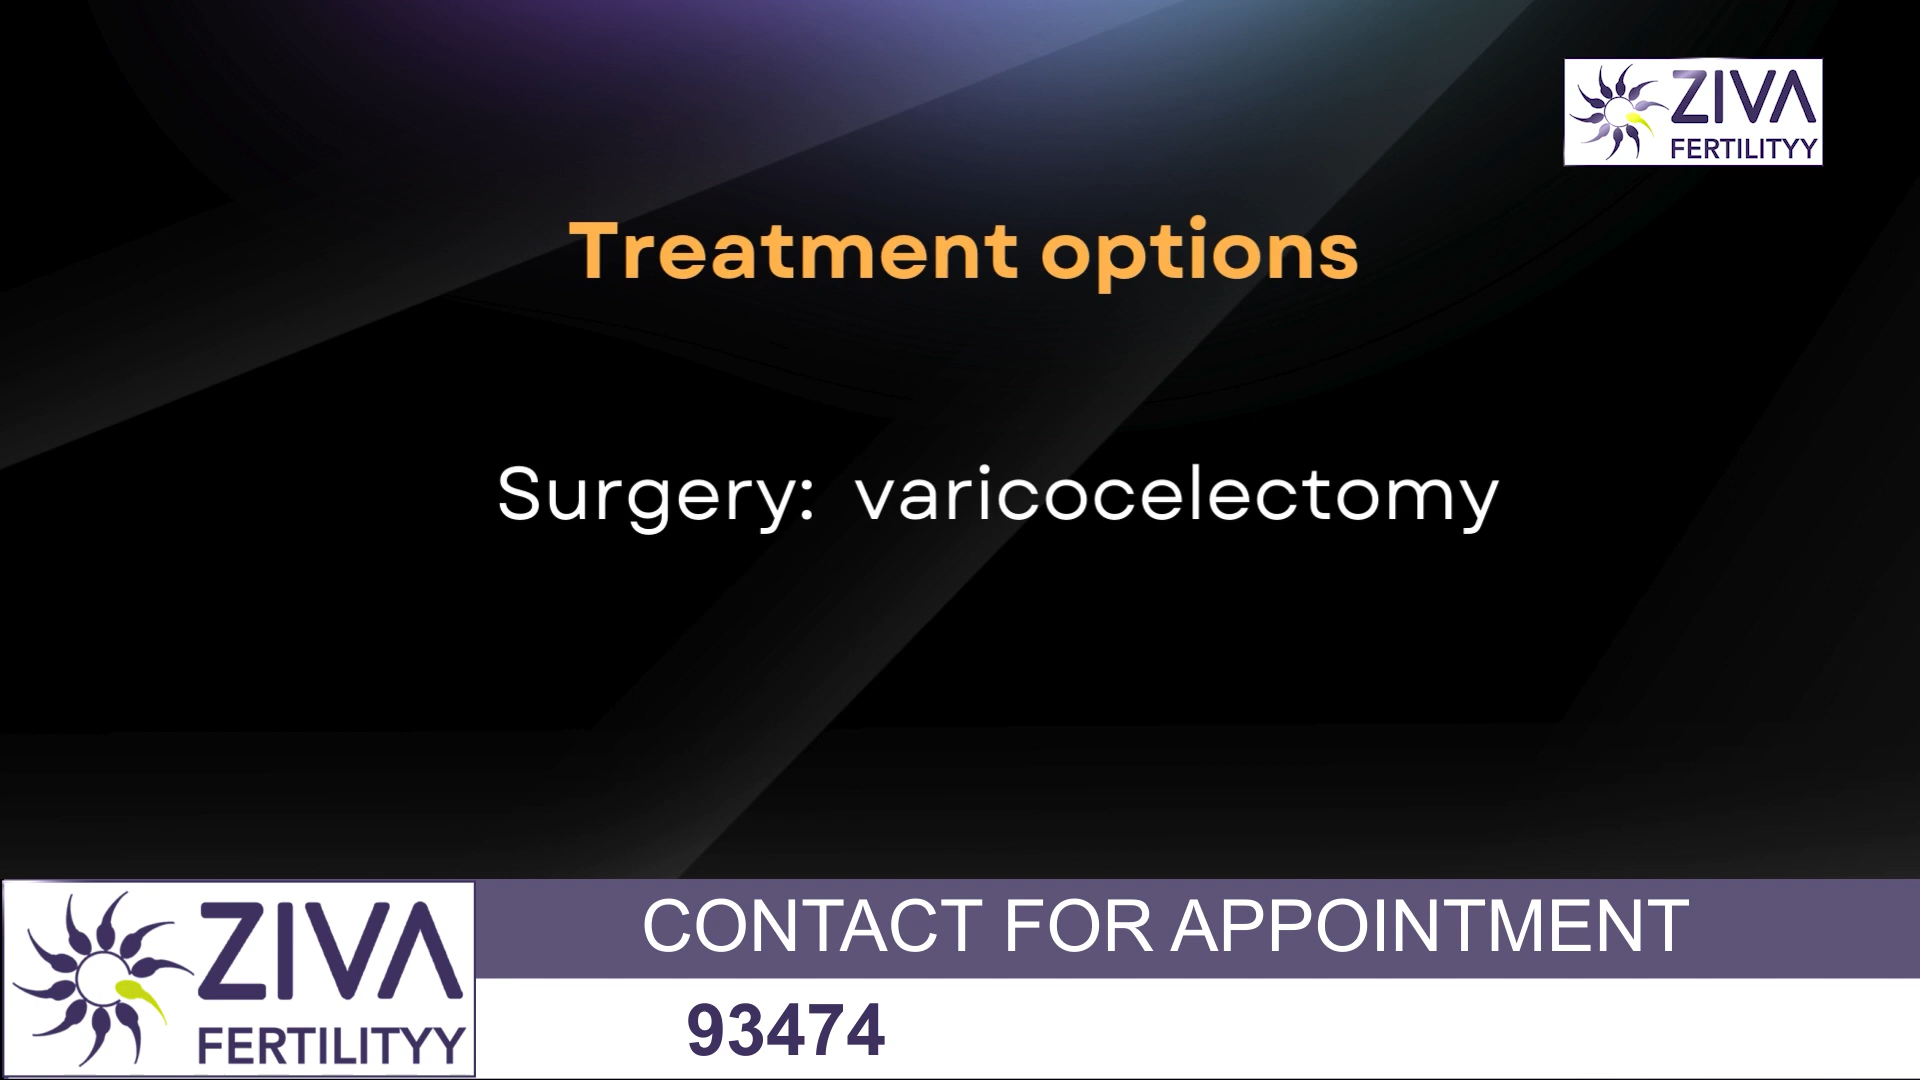 ZIVA
FERTILITYY
Treatment options
Surgery: varicocelectomy
ZIVA
FERTILITYY
CONTACT FOR APPOINTMENT
93474